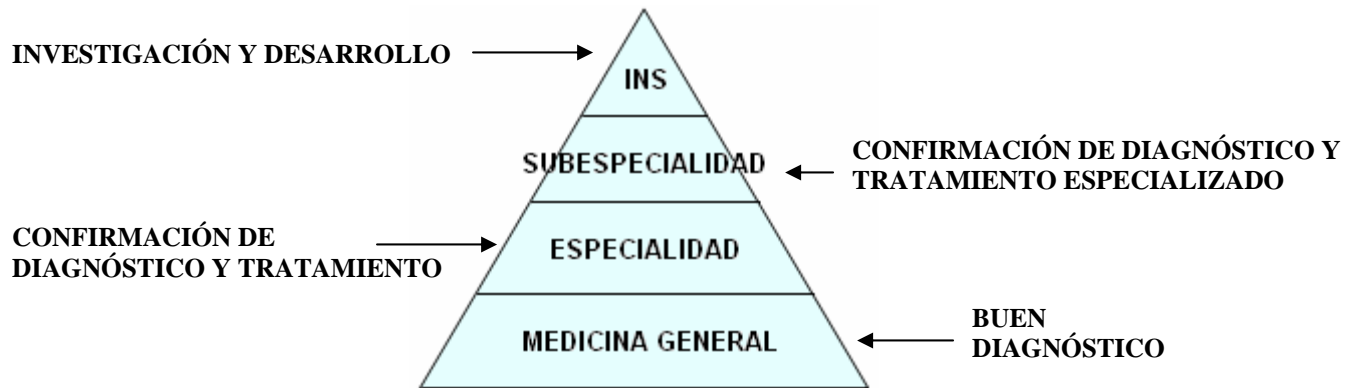 INVESTIGACIÓN Y DESARROLLO
INS
SUBESPECIALIDAD
CONFIRMACIÓN DE DIAGNÓSTICO Y
TRATAMIENTO ESPECIALIZADO
CONFIRMACIÓN DE
DIAGNÓSTICO Y TRATAMIENTO
ESPECIALIDAD
MEDICINA GENERAL
BUEN
DIAGNÓSTICO